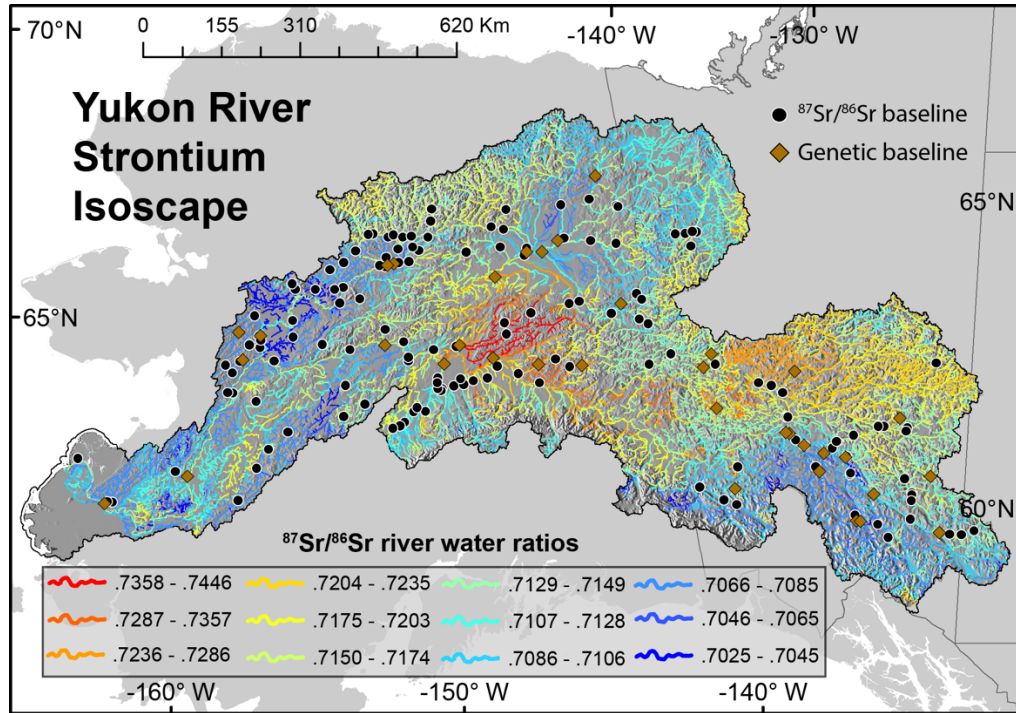 70° N
0 155 310 620 Km
-140° W
-130° W
Yukon River
Strontium
Isoscape
87Sr/86Sr baseline
Genetic baseline
65°N
65°N
60°N
87Sr/86Sr river water ratios
.7358 - .7446 .7204 - .7235 .7129 - .7149 .7066 - .7085
.7287 - .7357 .7175 - .7203 .7107 - .7128 .7046 - .7065
.7236 - .7286 .7150 - .7174 .7086 - .7106 .7025 - .7045
-160° W
-150° W
-140° W